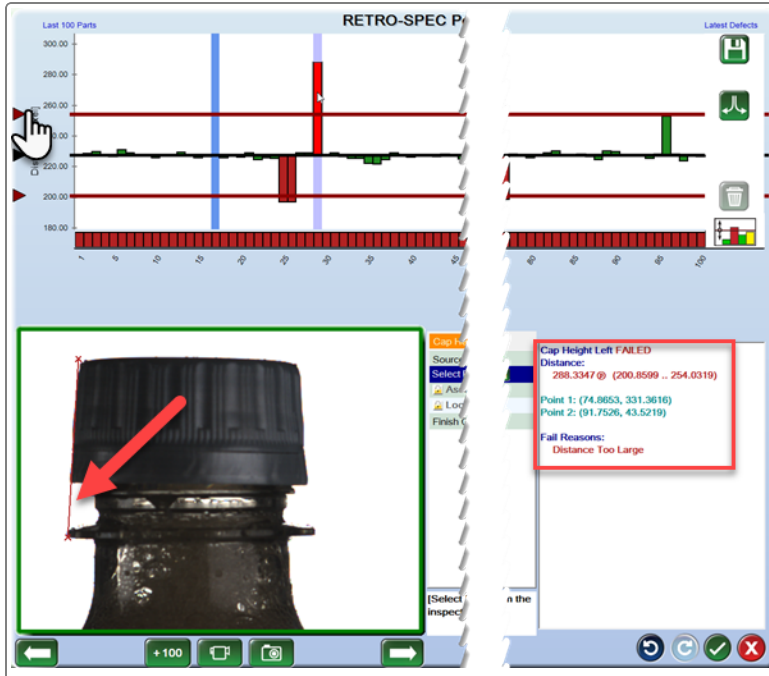 Last 100 Parts
RETRO-SPEC
Latest Defects
300.00
280.00
260.00
220.00
200.00
180.00
1 5 10 15 20 25 30 35 40 45 80 85 90 95 100
Source
Select
Finish
[Select
the
inspec
Cap Height Left FAILED
Distance:
288.3347 (200.8599 .. 254.0319)
Point 1: (74.8653, 331.3616)
Point 2: (91.7526, 43.5219)
Fail Reasons:
Distance Too Large
+100